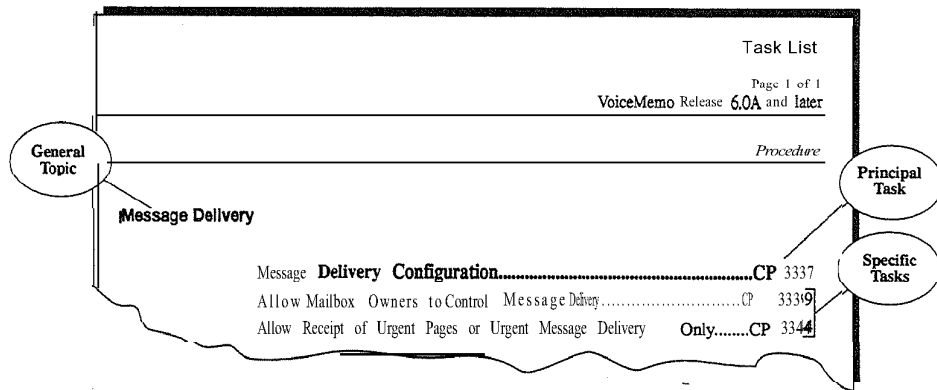 Task List
Page 1 of 1
VoiceMemo Release 6.0A and later
General
Topic
Procedure
Principal
Task
Message Delivery
Specific
Tasks
Message Delivery Configuration....................................................CP 3337
Allow Mailbox Owners to Control Message Delivery.............................CP 3339
Allow Receipt of Urgent Pages or Urgent Message Delivery Only........CP 3344